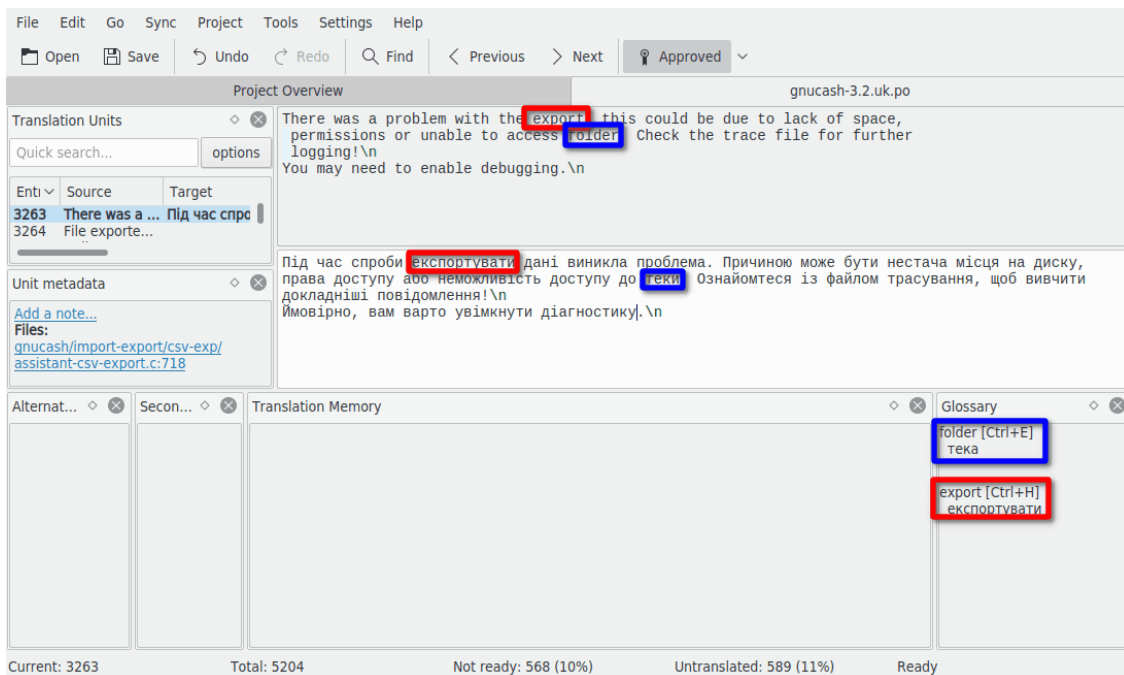 File Edit Go Sync Project Tools Settings Help
Open Save Undo Redo Find Previous Next Approved
Project Overview gnucash-3.2.uk.po
Translation Units
Quick search... options
Entı Source Target
3263 There was a ... Під час спро
3264 File exporte...
Unit metadata
Add a note...
Files:
gnucash/import-export/csv-exp/
assistant-csv-export.c:718
There was a problem with the export, this could be due to lack of space,
permissions or unable to access folder. Check the trace file for further
logging!\n
You may need to enable debugging.\n
Під час спроби експортувати дані виникла проблема. Причиною може бути нестача місця на диску,
права доступу або неможливість доступу до теки. Ознайомтеся із файлом трасування, щоб вивчити
докладніші повідомлення!\n
Ймовірно, вам варто увімкнути діагностику.\n
Alternat... Secon... Translation Memory Glossary
folder [Ctrl+E]
тека
export [Ctrl+H]
експортувати
Current: 3263 Total: 5204 Not ready: 568 (10%) Untranslated: 589 (11%) Ready